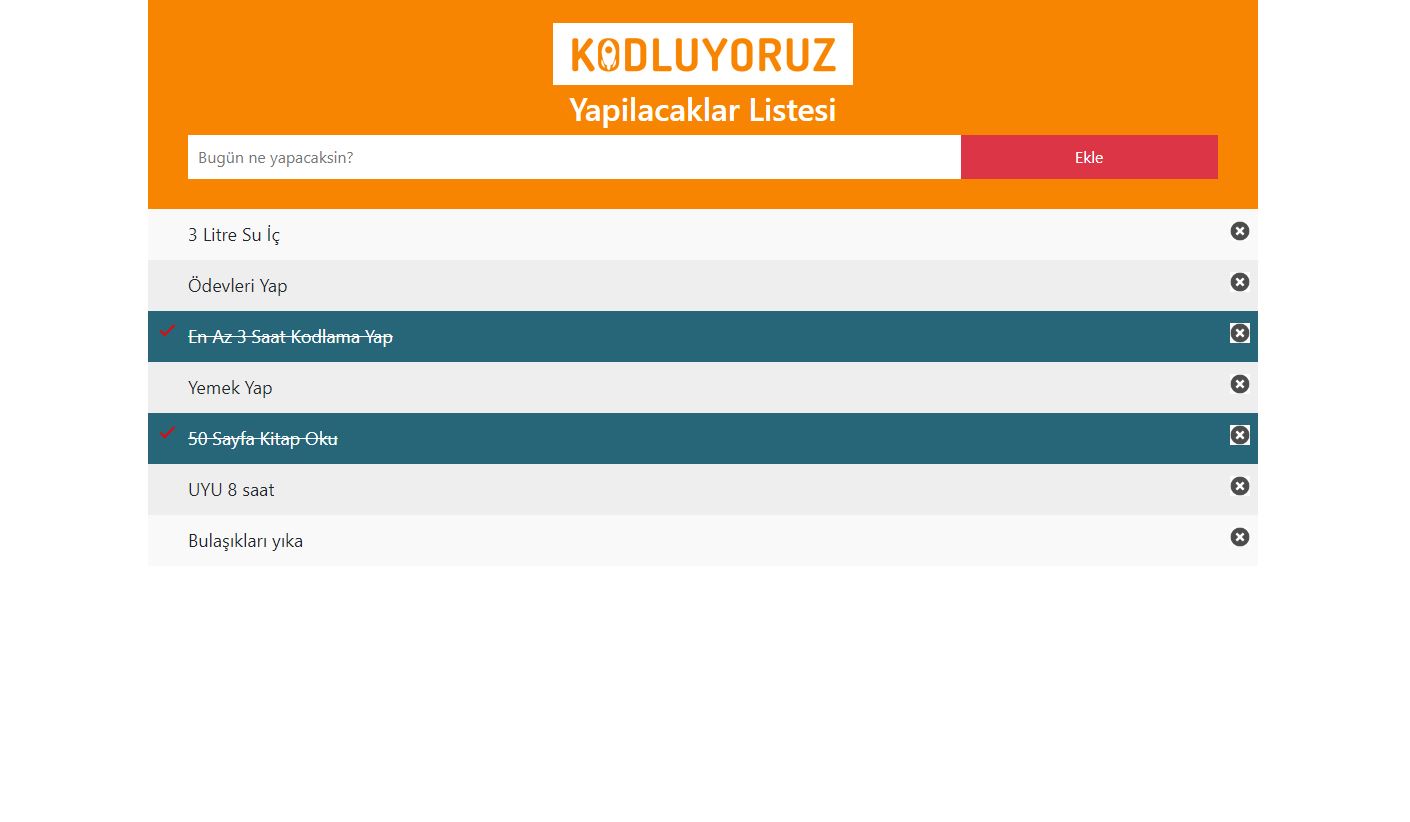 KODLUYORUZ
Yapilacaklar Listesi
Bugün ne yapacaksin?
Ekle
3 Litre Su İç
Ödevleri Yap
En Az 3 Saat Kodlama Yap
Yemek Yap
50 Sayfa Kitap Oku
UYU 8 saat
Bulaşıkları yıka